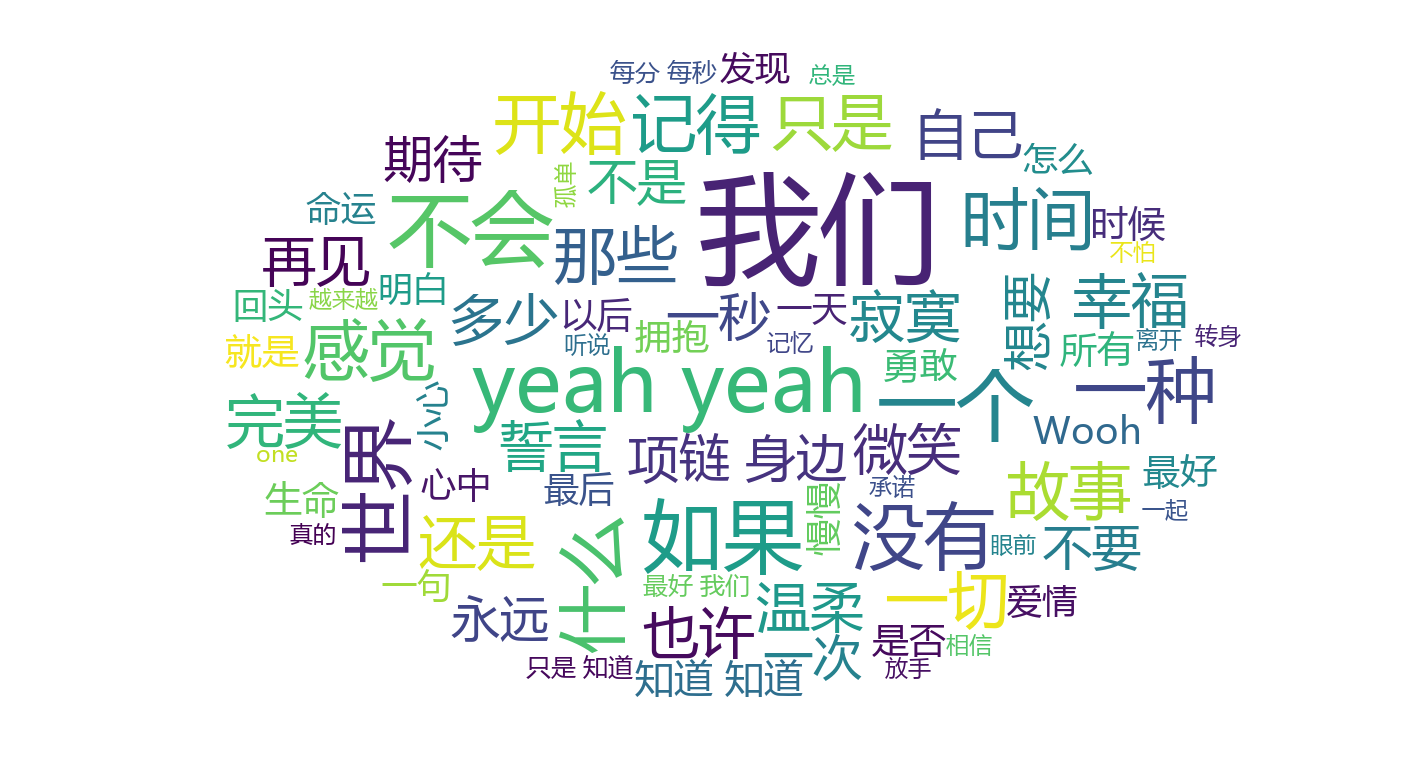 每分 每秒
发现
总是
开始
记得
只是
自己
期待
孤单
不是
怎么
命运
不会
那些
我们
时间
时候
不怕
再见
明白
回头
越来越
多少
以后
一秒
一天
寂寞
想要
幸福
就是
感觉
听说
拥抱
记忆
勇敢
所有
离开
转身
完美
小心
yeah yeah
一个
一种
one
世界
誓言
项链
身边
微笑
Wooh
生命
心中
最后
慢慢
承诺
故事
最好
真的
还是
什么
如果
没有
眼前
不要
一起
一句
永远
最好 我们
温柔
一切
爱情
也许
一次
是否
相信
只是 知道
知道 知道
放手